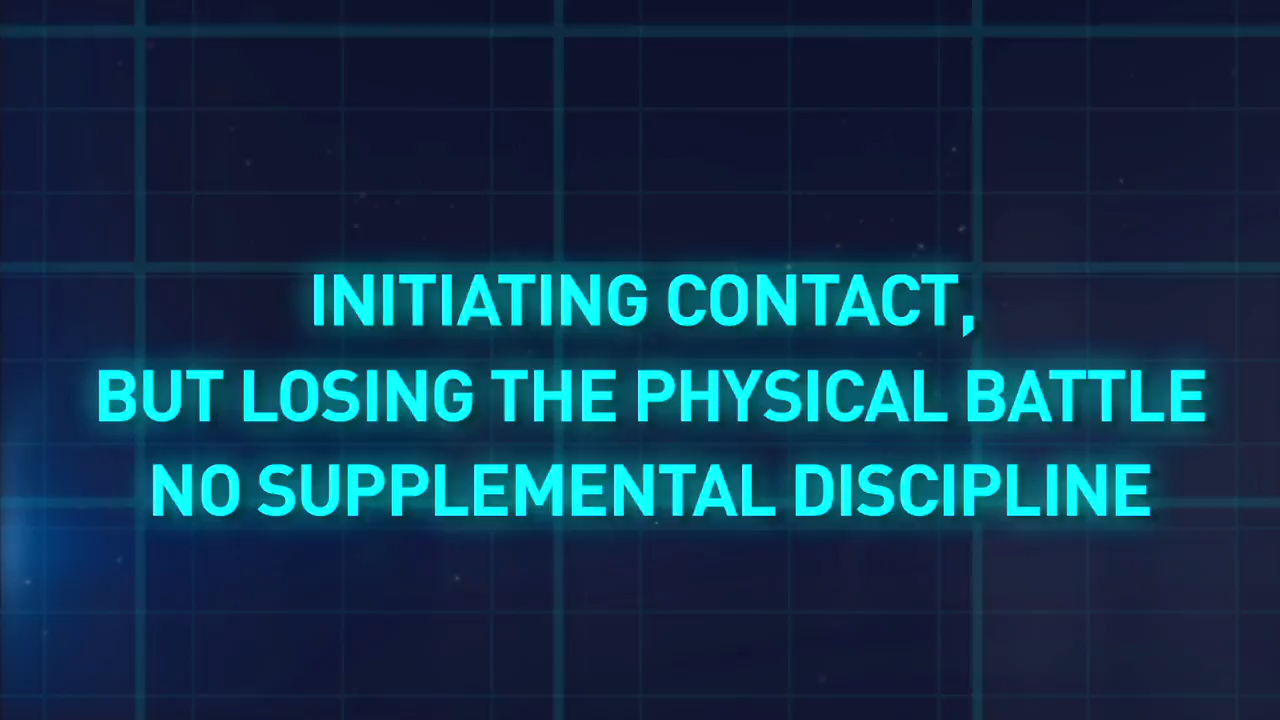 INITIATING CONTACT,
BUT LOSING THE PHYSICAL BATTLE
NO SUPPLEMENTAL DISCIPLINE